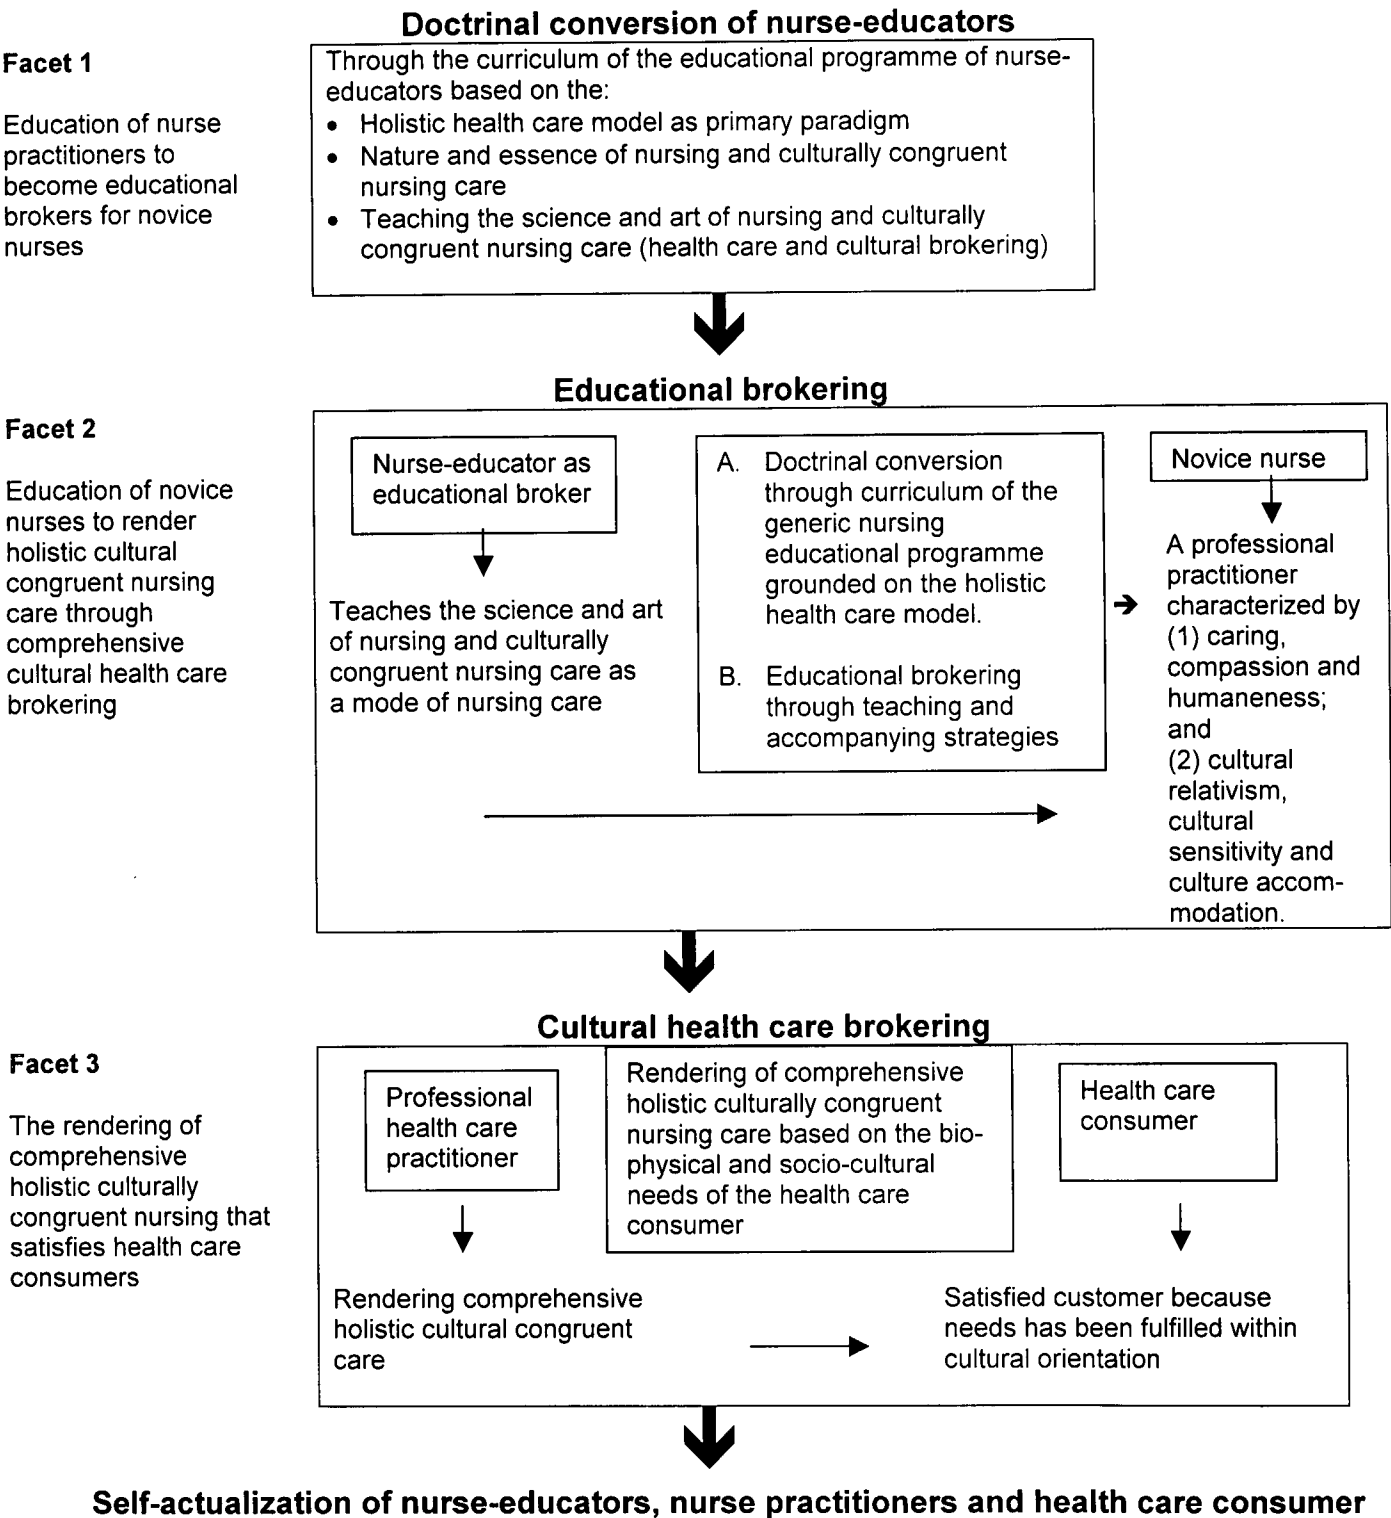 Doctrinal conversion of nurse-educators
Facet 1
Education of nurse
practitioners to
become educational
brokers for novice
nurses
Through the curriculum of the educational programme of nurse-
educators based on the:
• Holistic health care model as primary paradigm
• Nature and essence of nursing and culturally congruent
nursing care
• Teaching the science and art of nursing and culturally
congruent nursing care (health care and cultural brokering)
Educational brokering
Facet 2
Education of novice
nurses to render
holistic cultural
congruent nursing
care through
comprehensive
cultural health care
brokering
Nurse-educator as
educational broker
Teaches the science and art
of nursing and culturally
congruent nursing care as
a mode of nursing care
A. Doctrinal conversion
through curriculum of the
generic nursing
educational programme
grounded on the holistic
health care model.
B. Educational brokering
through teaching and
accompanying strategies
Novice nurse
A professional
practitioner
characterized by
(1) caring,
compassion and
humaneness;
and
(2) cultural
relativism,
cultural
sensitivity and
culture accom-
modation.
Cultural health care brokering
Facet 3
The rendering of
comprehensive
holistic culturally
congruent nursing that
satisfies health care
consumers
Professional
health care
practitioner
Rendering comprehensive
holistic cultural congruent
care
Rendering of comprehensive
holistic culturally congruent
nursing care based on the bio-
physical and socio-cultural
needs of the health care
consumer
Health care
consumer
Satisfied customer because
needs has been fulfilled within
cultural orientation
Self-actualization of nurse-educators, nurse practitioners and health care consumer